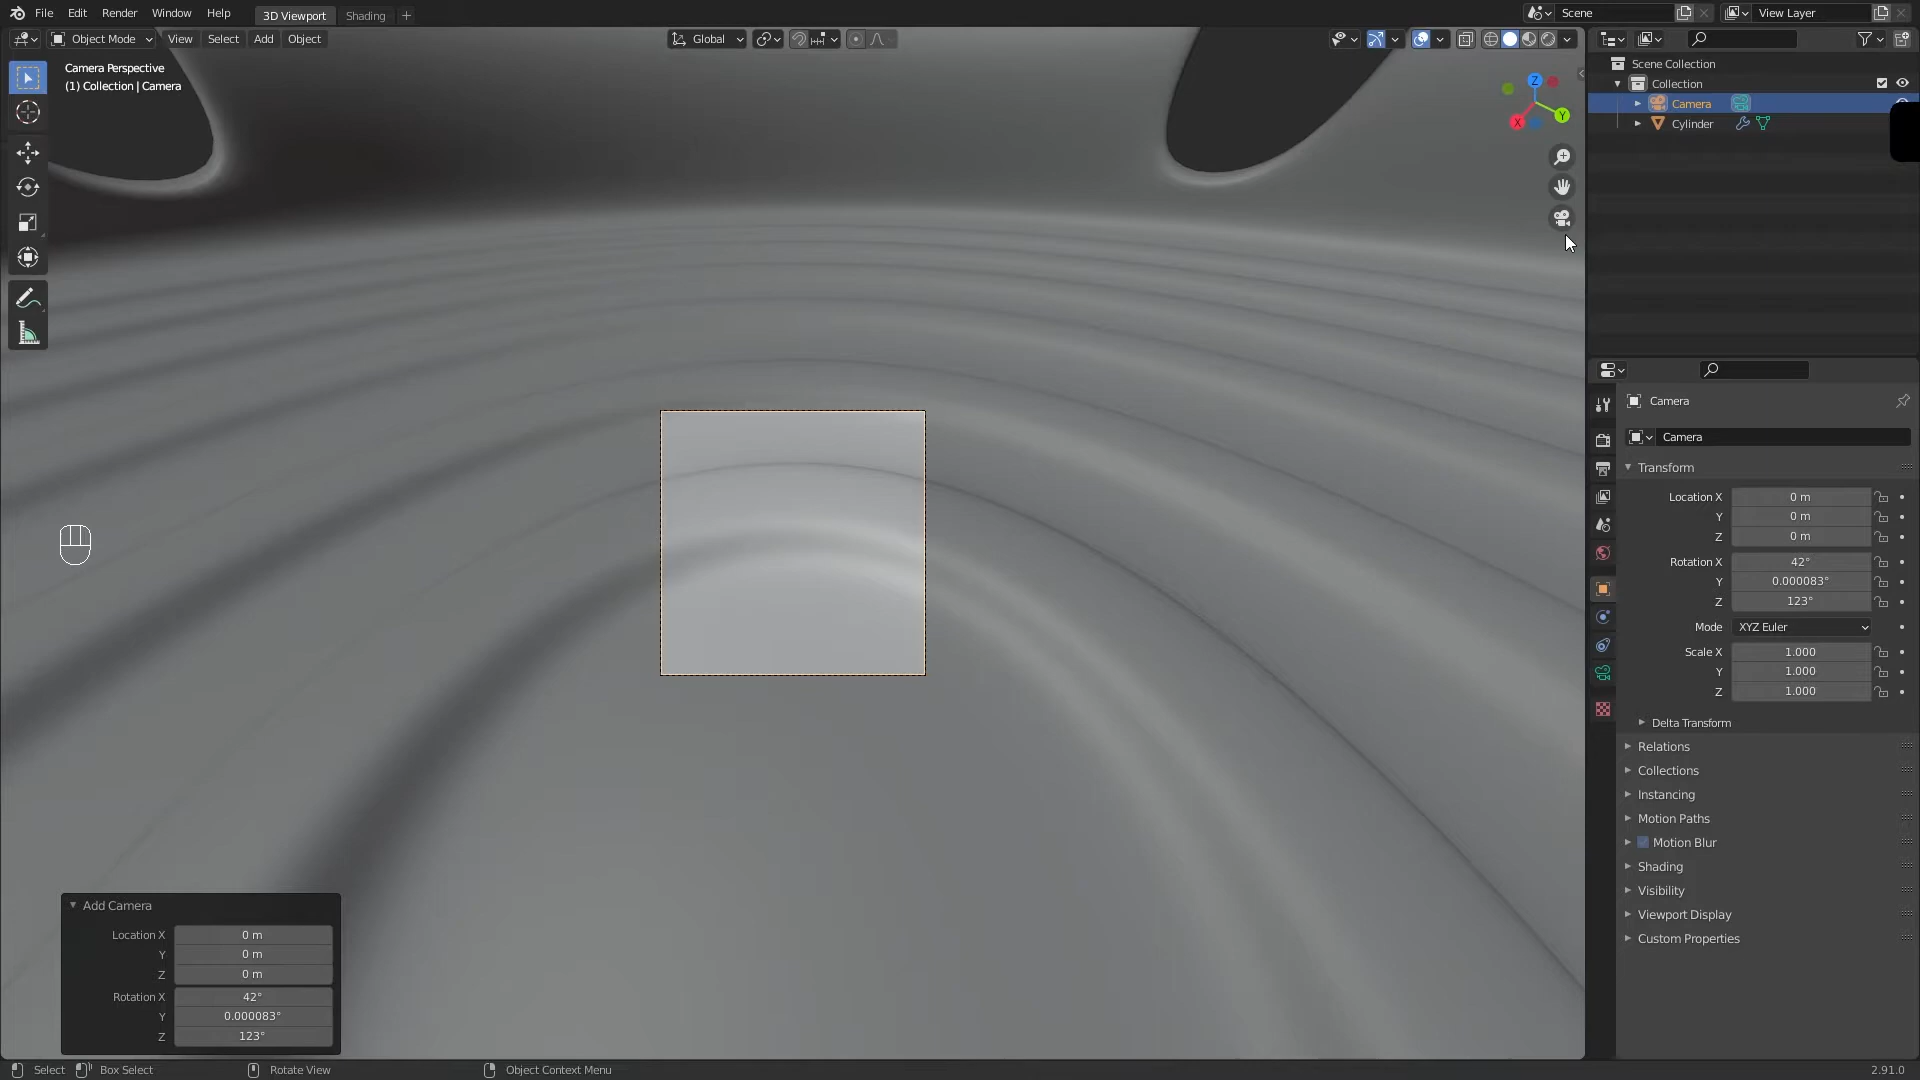 File Edit Render Window Help 3D Viewport Shading + Scene View Layer
Object Mode View Select Add Object Global
Camera Perspective
(1) Collection | Camera
Z
Y
X
Scene Collection
Collection
Camera
Cylinder
Camera
Camera
Transform
Location X 0 m
Y 0 m
Z 0 m
Rotation X 42°
Y 0.000083°
Z 123°
Mode XYZ Euler
Scale X 1.000
Y 1.000
Z 1.000
Delta Transform
Relations
Collections
Instancing
Motion Paths
Motion Blur
Shading
Visibility
Viewport Display
Custom Properties
Add Camera
Location X 0 m
Y 0 m
Z 0 m
Rotation X 42°
Y 0.000083°
Z 123°
Select Box Select Rotate View Object Context Menu 2.91.0